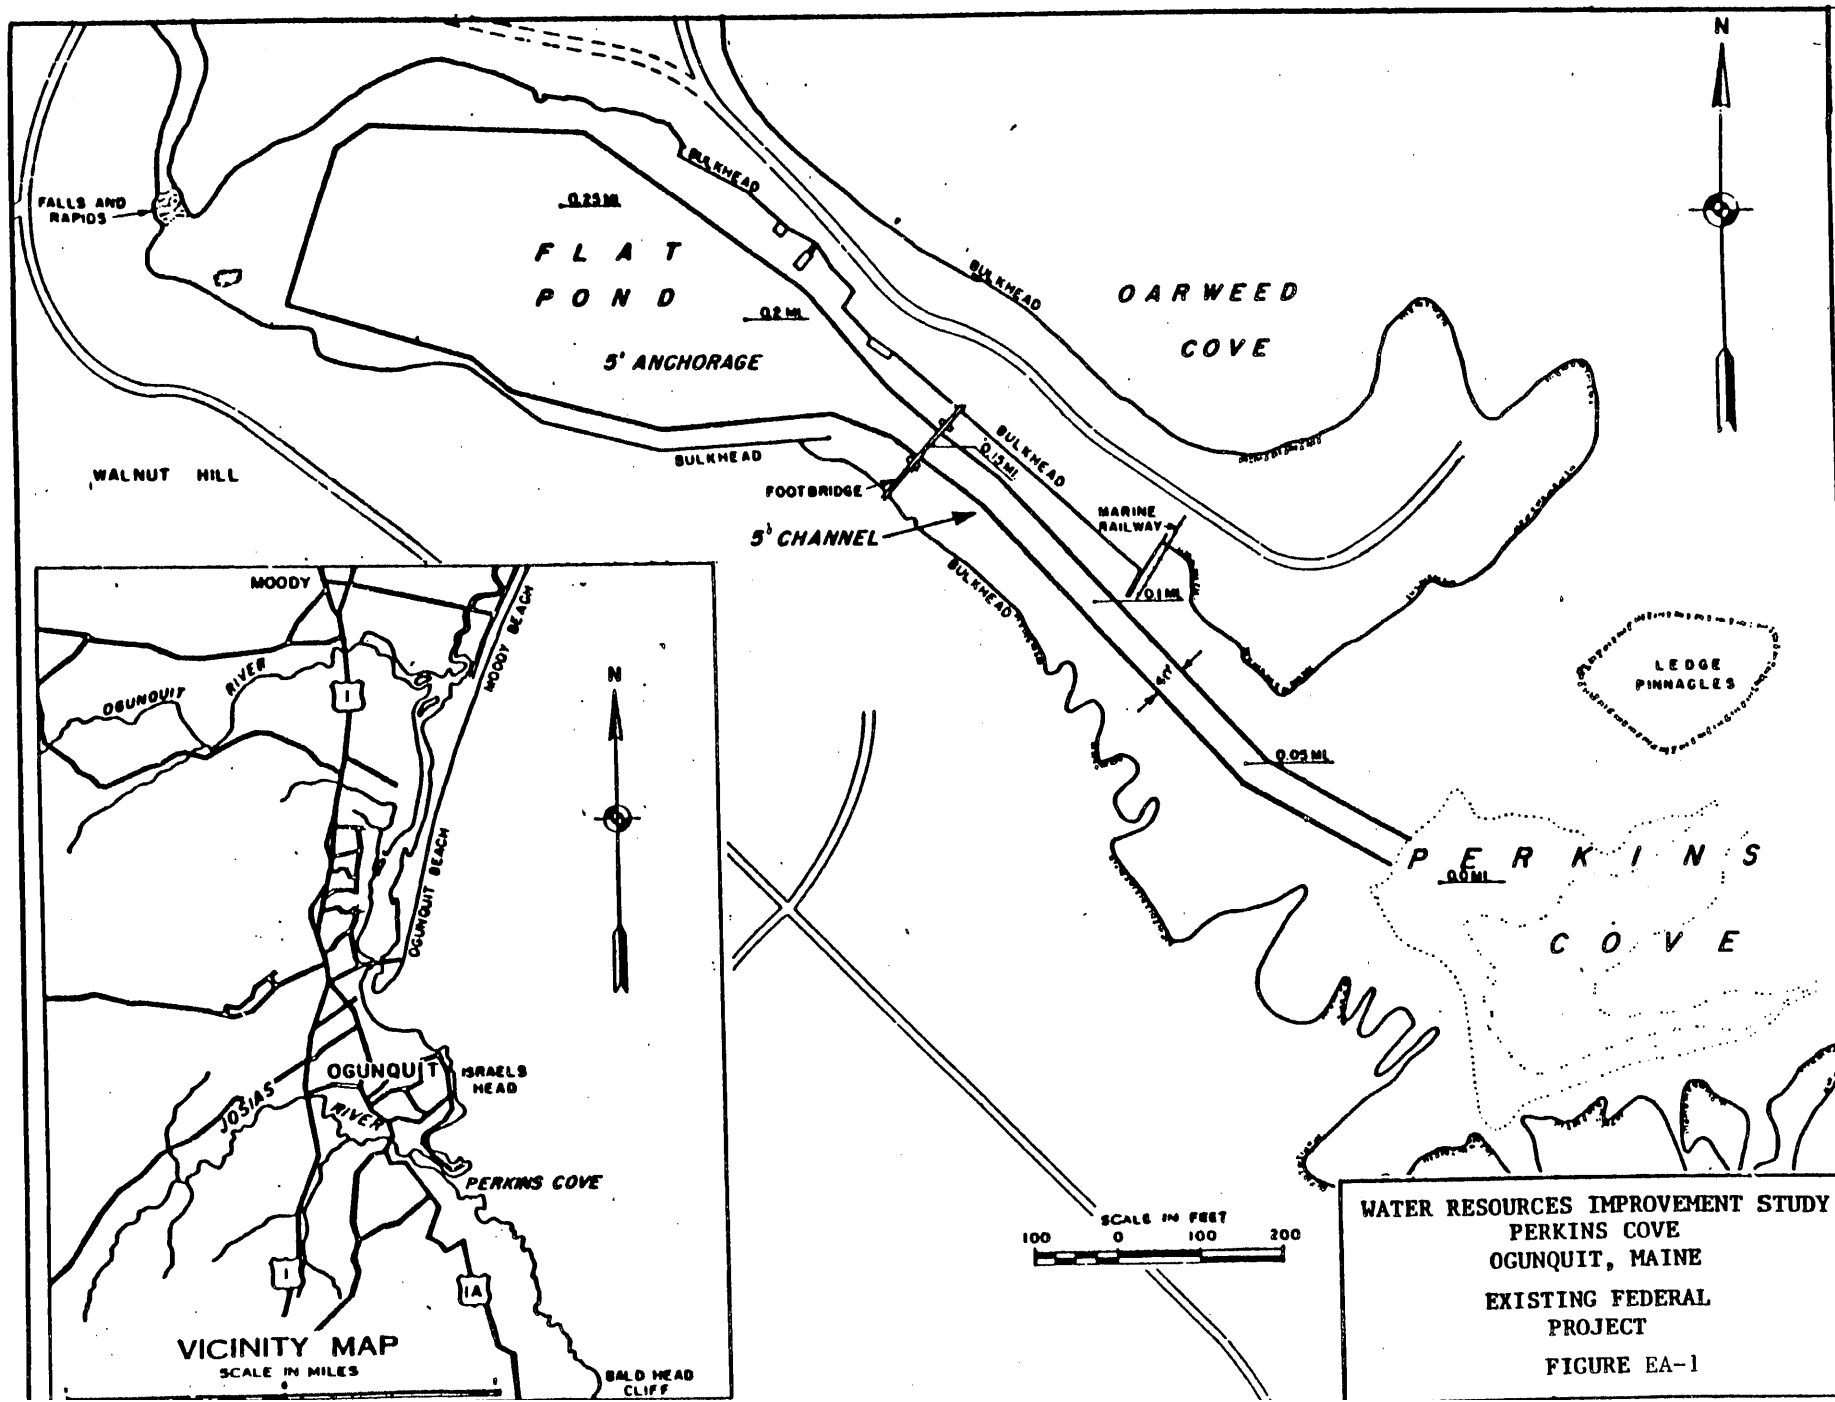 N
FALLS AND
RAPIDS
BULKHEAD
0.25 MI.
FLAT
POND
0.2 MI.
5' ANCHORAGE
BULKHEAD
OARWEED
COVE
WALNUT HILL
BULKHEAD
FOOTBRIDGE
0.15 MI.
BULKHEAD
5' CHANNEL
MARINE
RAILWAY
BULKHEAD
0.1 MI.
LEDGE
PINNACLES
40'
0.05 MI.
PERKINS
0.0 MI.
COVE
MOODY
MOODY BEACH
OGUNQUIT RIVER
1
N
OGUNQUIT BEACH
OGUNQUIT
ISRAELS
HEAD
JOSIAS RIVER
PERKINS COVE
1
1A
VICINITY MAP
SCALE IN MILES
BALD HEAD
CLIFF
SCALE IN FEET
100 0 100 200
WATER RESOURCES IMPROVEMENT STUDY
PERKINS COVE
OGUNQUIT, MAINE
EXISTING FEDERAL
PROJECT
FIGURE EA-1